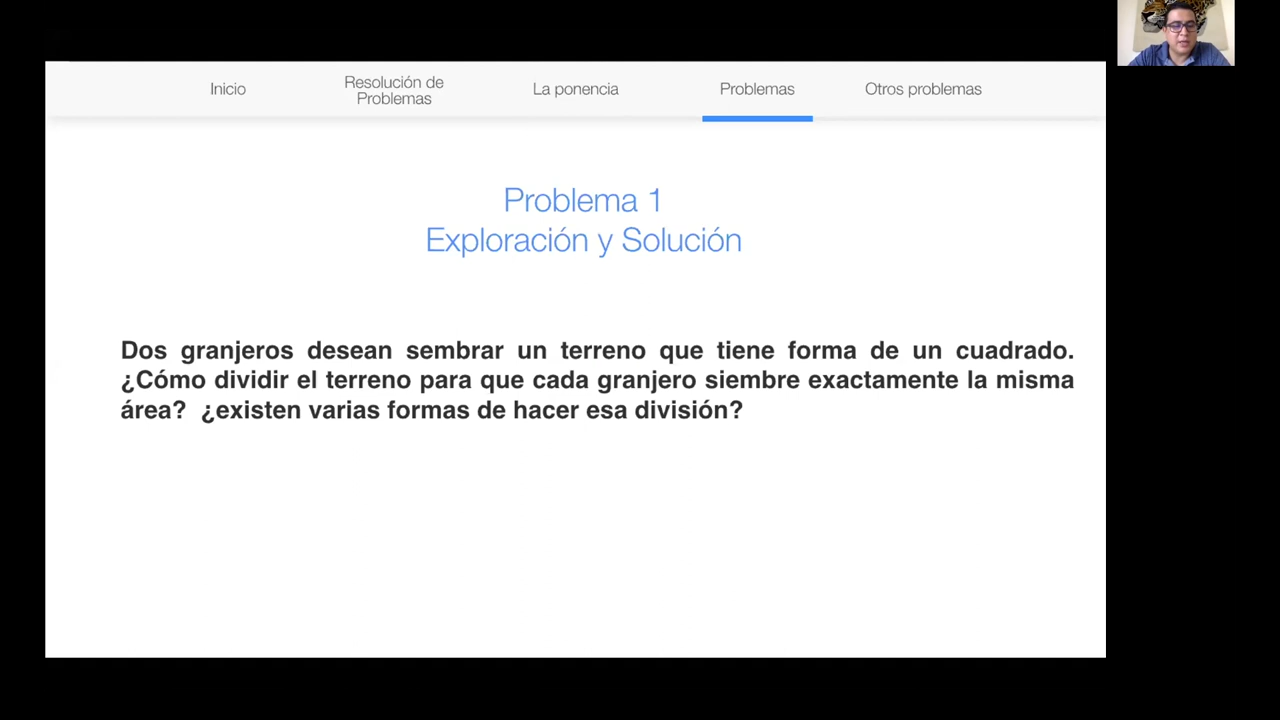 Inicio
Resolución de
Problemas
La ponencia
Problemas
Otros problemas
Problema 1
Exploración y Solución
Dos granjeros desean sembrar un terreno que tiene forma de un cuadrado.
¿Cómo dividir el terreno para que cada granjero siembre exactamente la misma
área? ¿existen varias formas de hacer esa división?